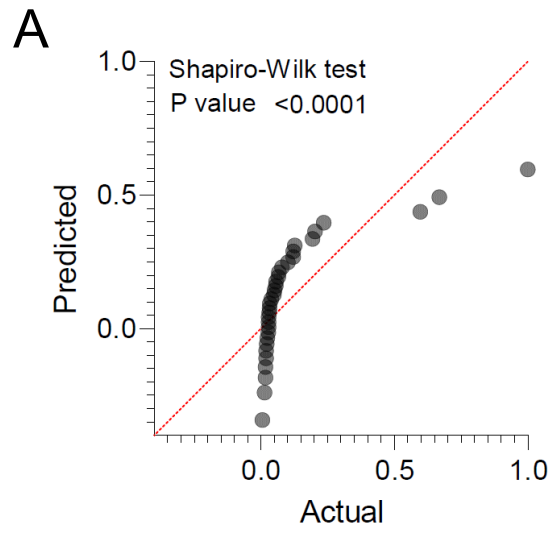 A
Shapiro-Wilk test
P value <0.0001
1.0
0.5
0.0
Predicted
0.0 0.5 1.0
Actual